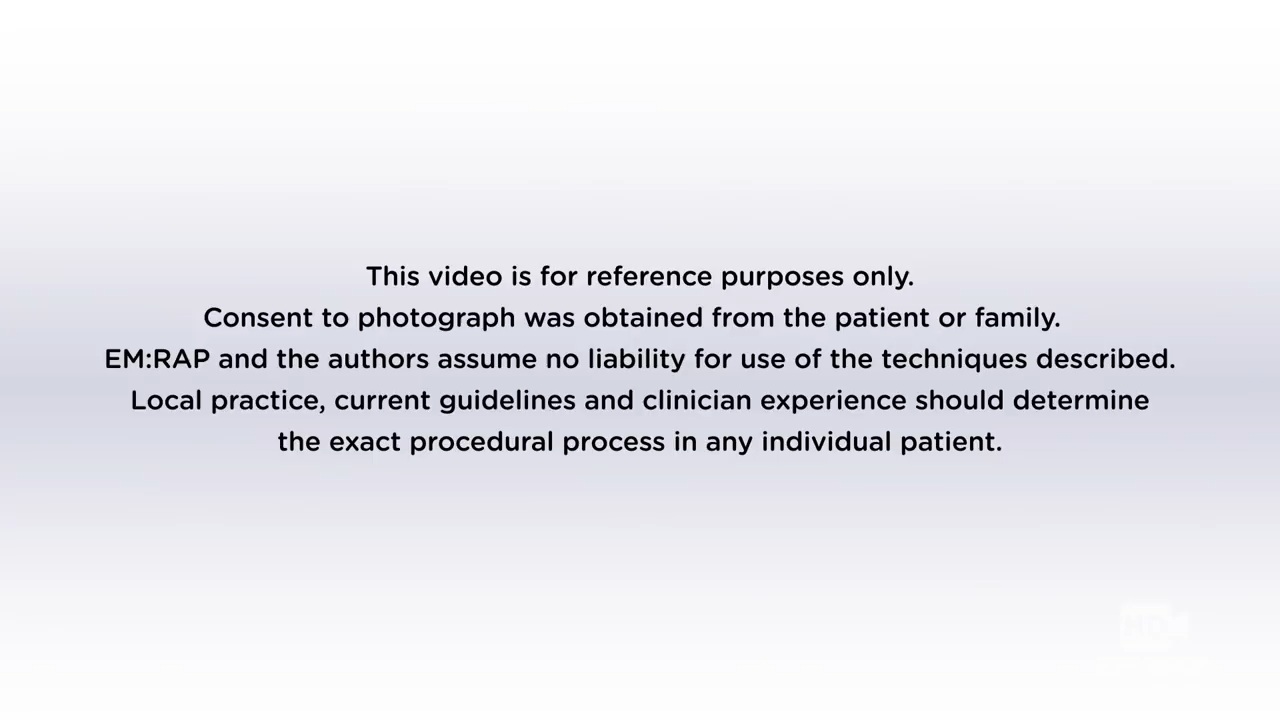 This video is for reference purposes only.
Consent to photograph was obtained from the patient or family.
EM:RAP and the authors assume no liability for use of the techniques described.
Local practice, current guidelines and clinician experience should determine
the exact procedural process in any individual patient.